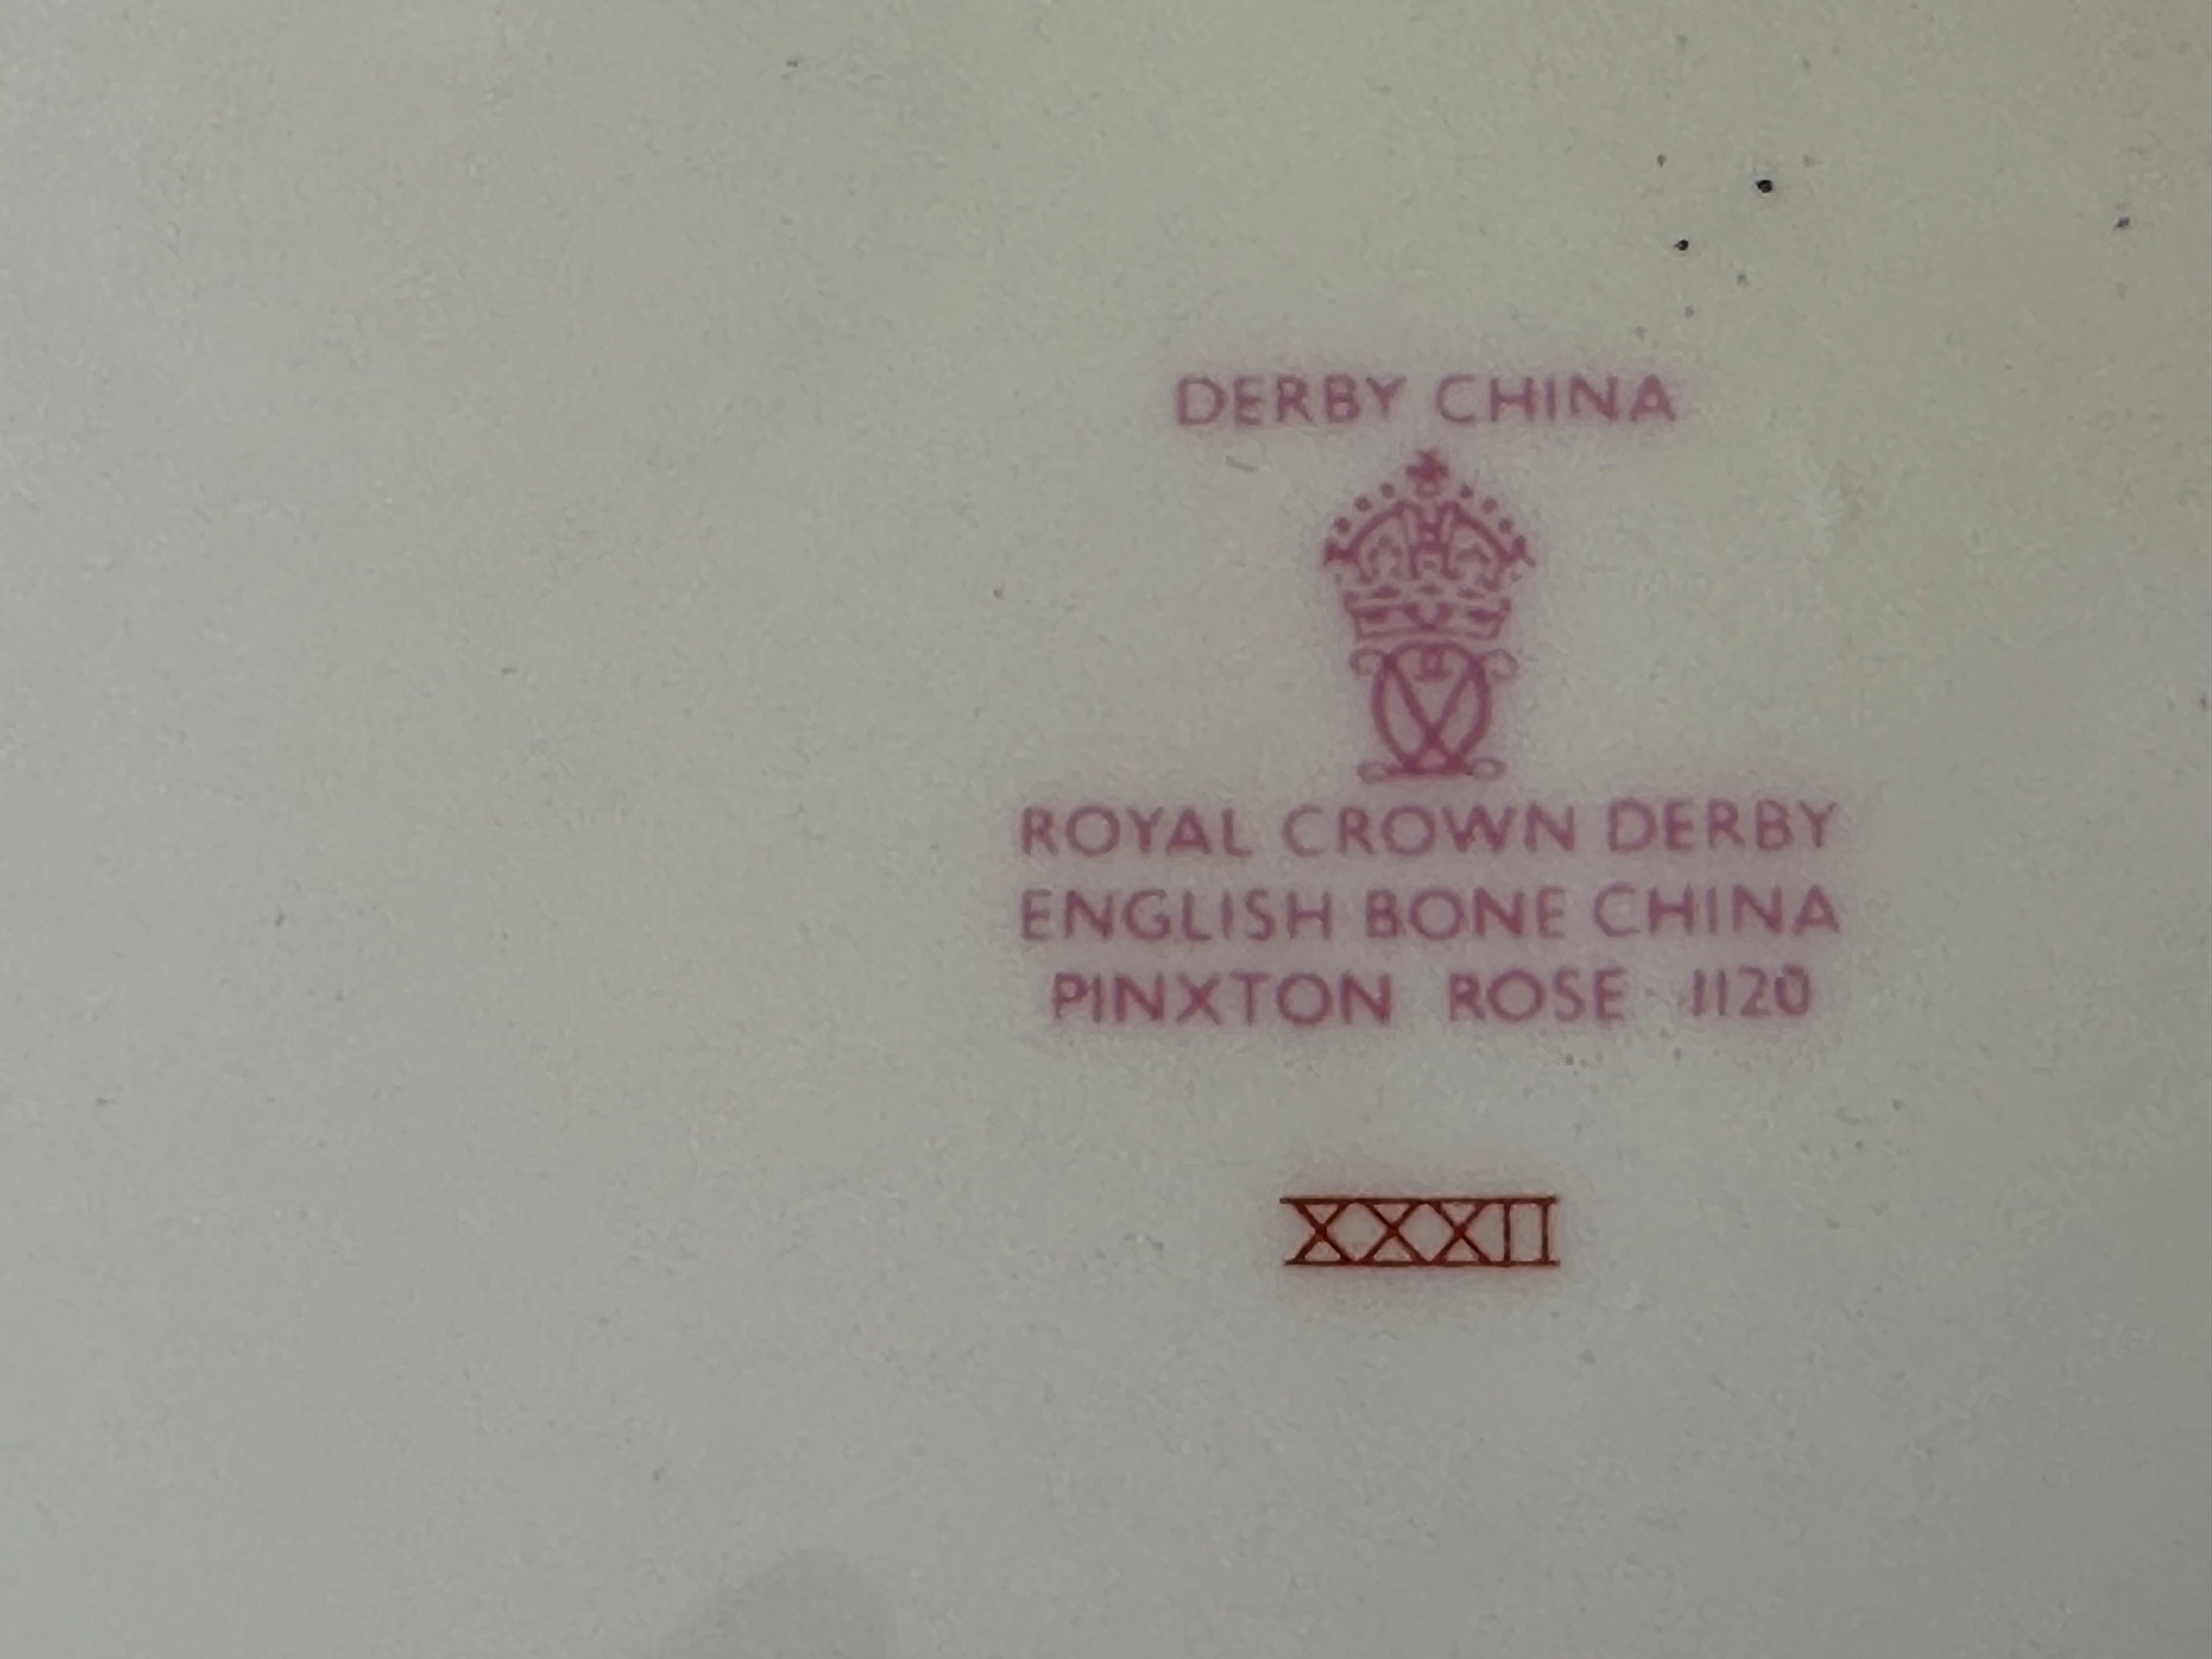 DERBY CHINA
ROYAL CROWN DERBY
ENGLISH BONE CHINA
PINXTON ROSE 1120
XXXII